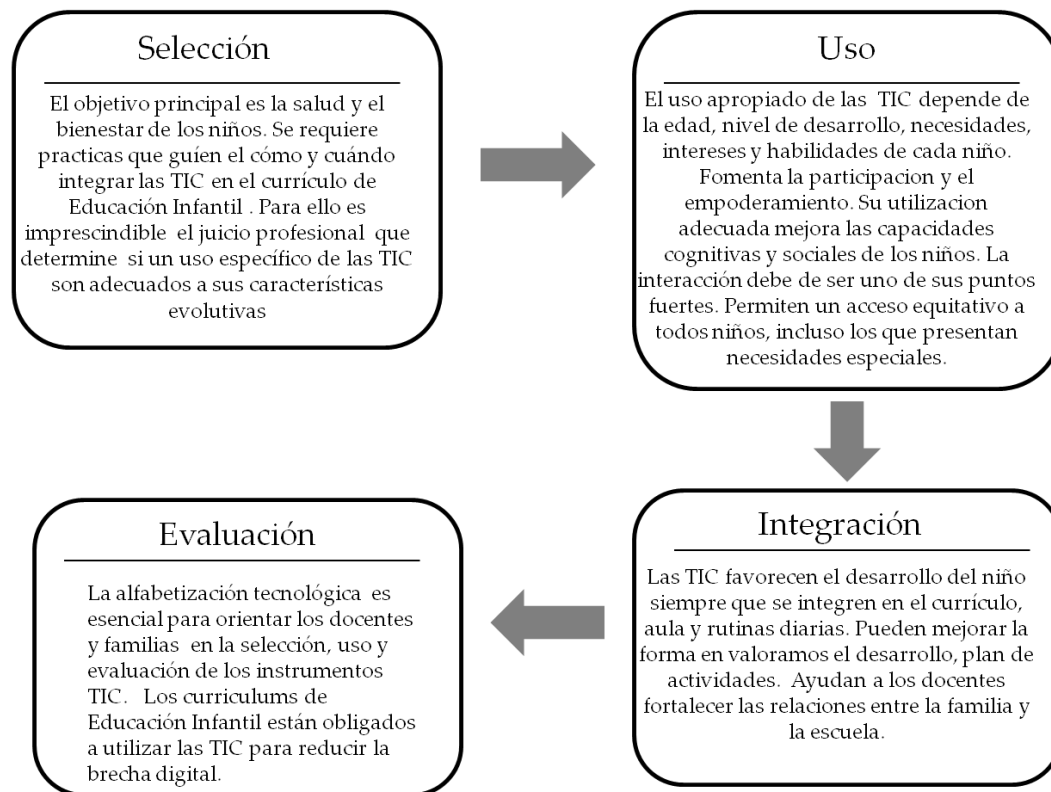 Selección
El objetivo principal es la salud y el
bienestar de los niños. Se requiere
practicas que guíen el cómo y cuándo
integrar las TIC en el currículo de
Educación Infantil . Para ello es
imprescindible el juicio profesional que
determine si un uso específico de las TIC
son adecuados a sus características
evolutivas
Uso
El uso apropiado de las TIC depende de
la edad, nivel de desarrollo, necesidades,
intereses y habilidades de cada niño.
Fomenta la participacion y el
empoderamiento. Su utilizacion
adecuada mejora las capacidades
cognitivas y sociales de los niños. La
interacción debe de ser uno de sus puntos
fuertes. Permiten un acceso equitativo a
todos niños, incluso los que presentan
necesidades especiales.
Integración
Las TIC favorecen el desarrollo del niño
siempre que se integren en el currículo,
aula y rutinas diarias. Pueden mejorar la
forma en valoramos el desarrollo, plan de
actividades. Ayudan a los docentes
fortalecer las relaciones entre la familia y
la escuela.
Evaluación
La alfabetización tecnológica es
esencial para orientar los docentes
y familias en la selección, uso y
evaluación de los instrumentos
TIC. Los curriculums de
Educación Infantil están obligados
a utilizar las TIC para reducir la
brecha digital.